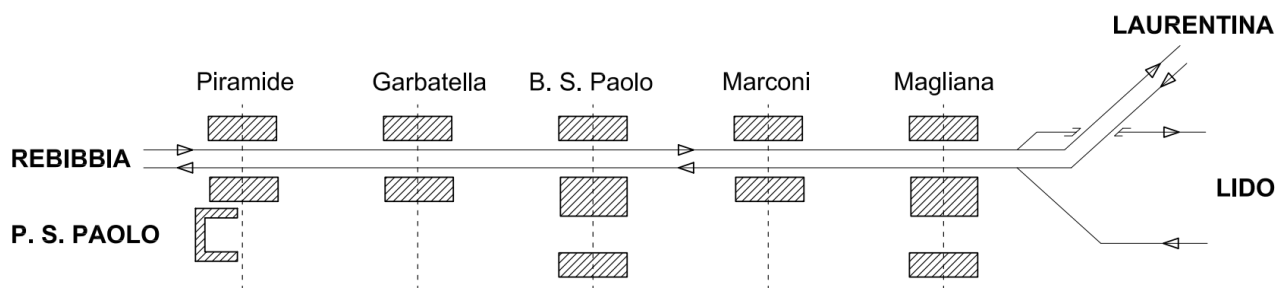 LAURENTINA
Piramide Garbatella B. S. Paolo Marconi Magliana
REBIBBIA
LIDO
P. S. PAOLO